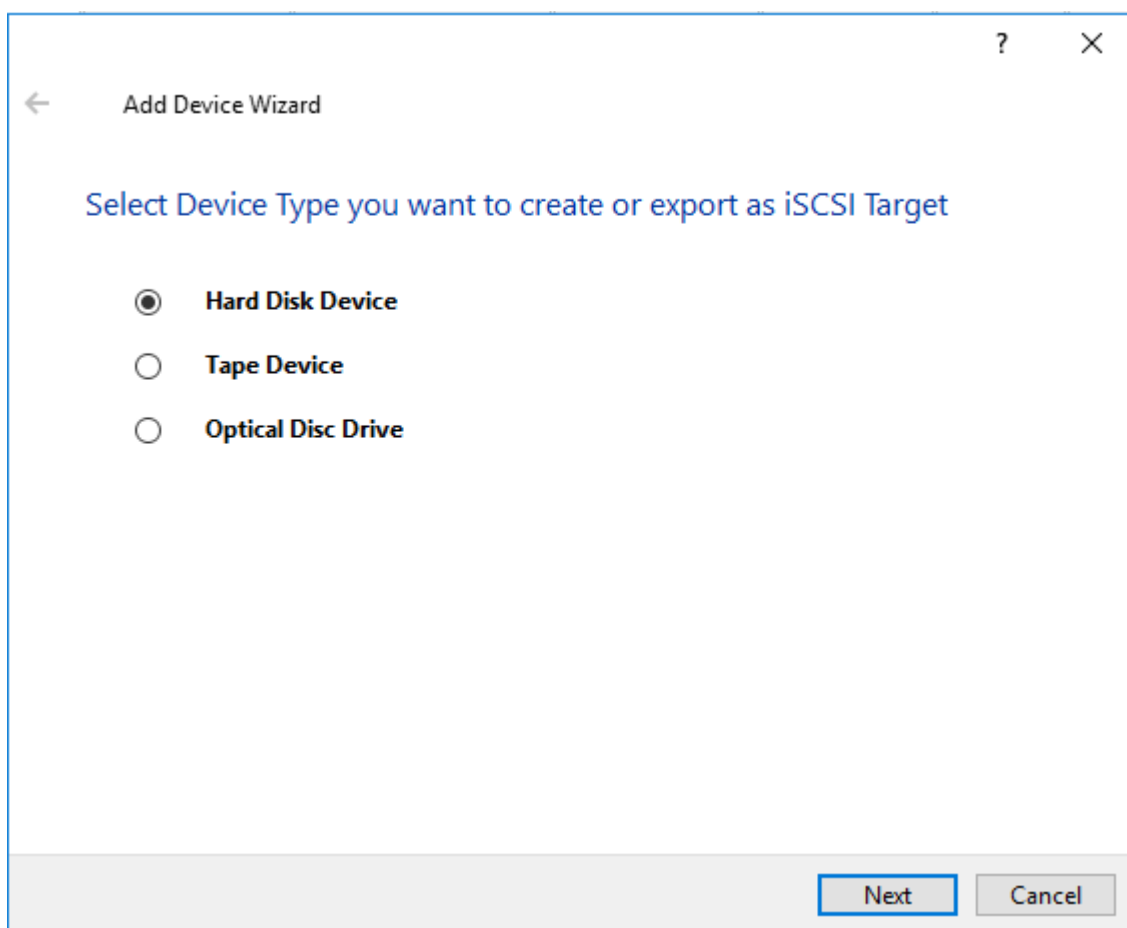 ?
Add Device Wizard
Select Device Type you want to create or export as iSCSI Target
Hard Disk Device
Tape Device
Optical Disc Drive
Next Cancel